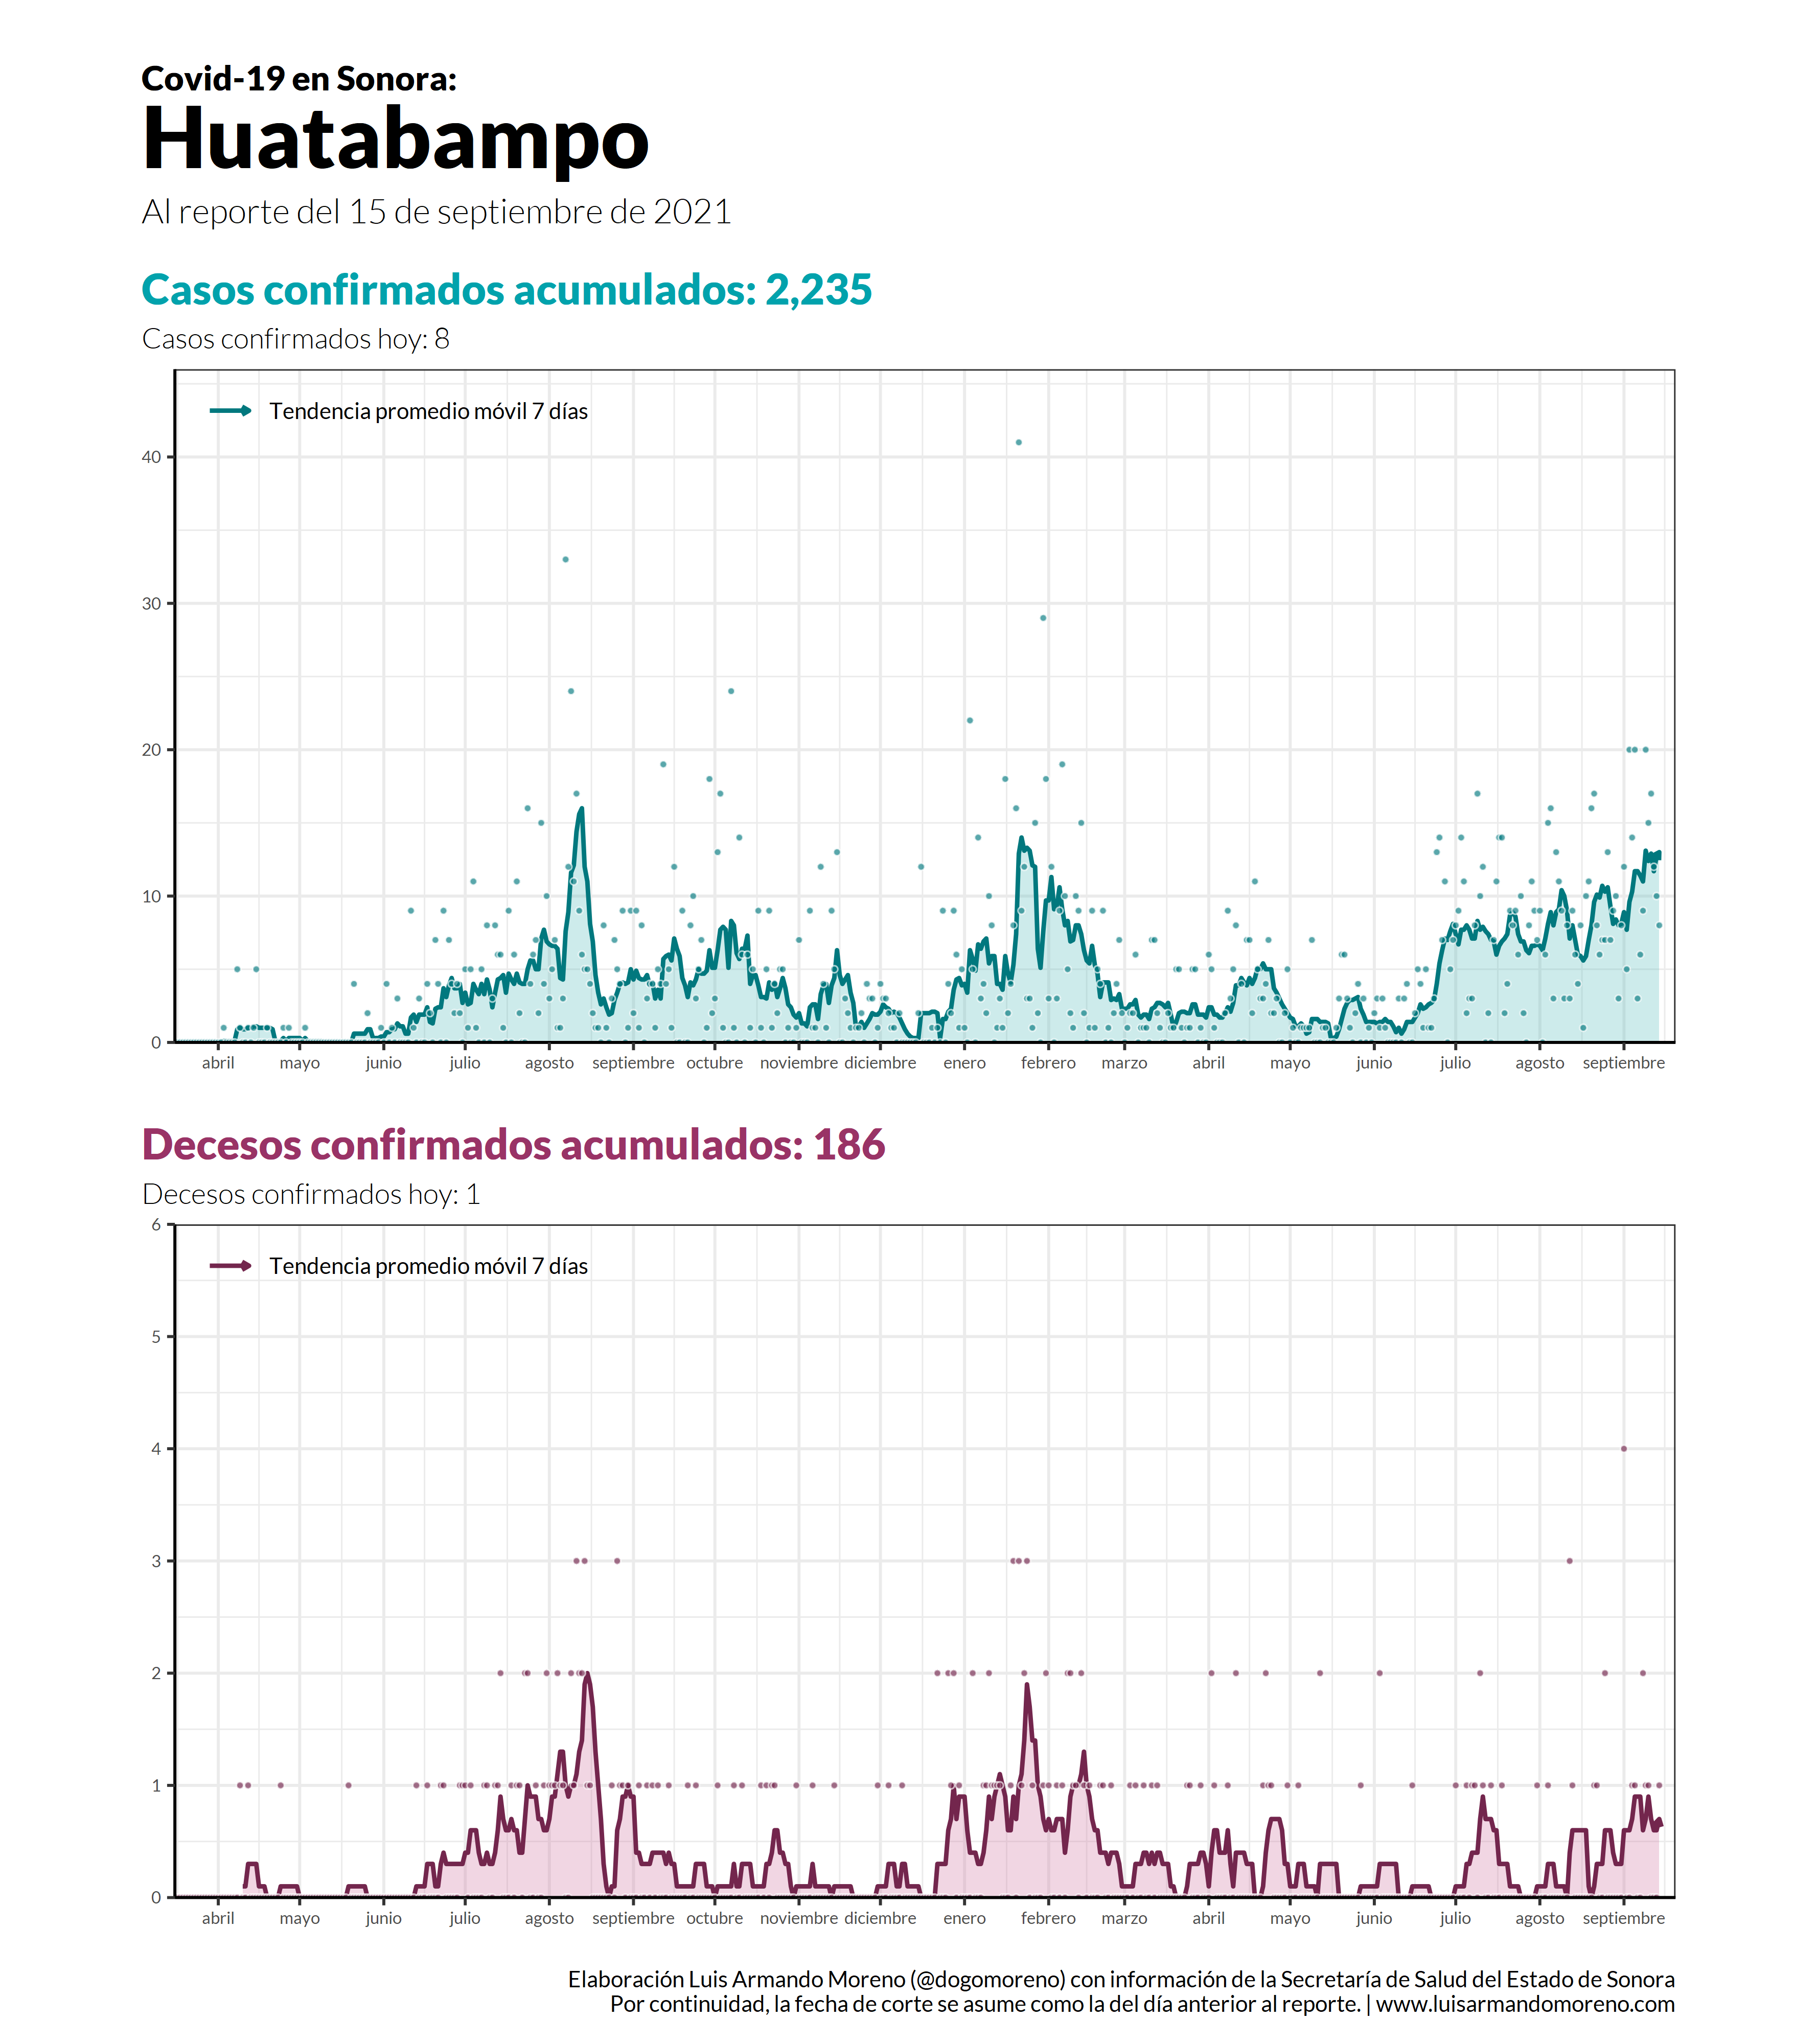 Covid-19 en Sonora:
Huatabampo
Al reporte del 15 de septiembre de 2021
Casos confirmados acumulados: 2,235
Casos confirmados hoy: 8
Tendencia promedio móvil 7 días
40
30
20
10
0
abril mayo junio julio agosto septiembre octubre noviembre diciembre enero febrero marzo abril mayo junio julio agosto septiembre
Decesos confirmados acumulados: 186
Decesos confirmados hoy: 1
6
Tendencia promedio móvil 7 días
5
4
3
2
1
0
abril mayo junio julio agosto septiembre octubre noviembre diciembre enero febrero marzo abril mayo junio julio agosto septiembre
Elaboración Luis Armando Moreno (@dogomoreno) con información de la Secretaría de Salud del Estado de Sonora
Por continuidad, la fecha de corte se asume como la del día anterior al reporte. | www.luisarmandomoreno.com